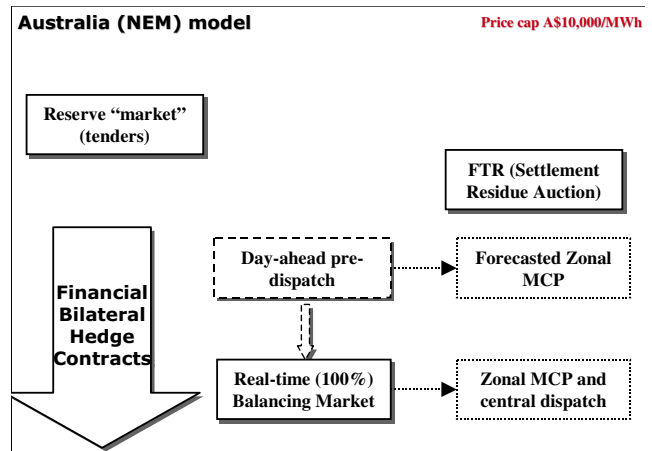 Australia (NEM) model
Price cap A$10,000/MWh
Reserve “market”
(tenders)
FTR (Settlement
Residue Auction)
Day-ahead pre-
dispatch
Forecasted Zonal
MCP
Financial
Bilateral
Hedge
Contracts
Real-time (100%)
Balancing Market
Zonal MCP and
central dispatch